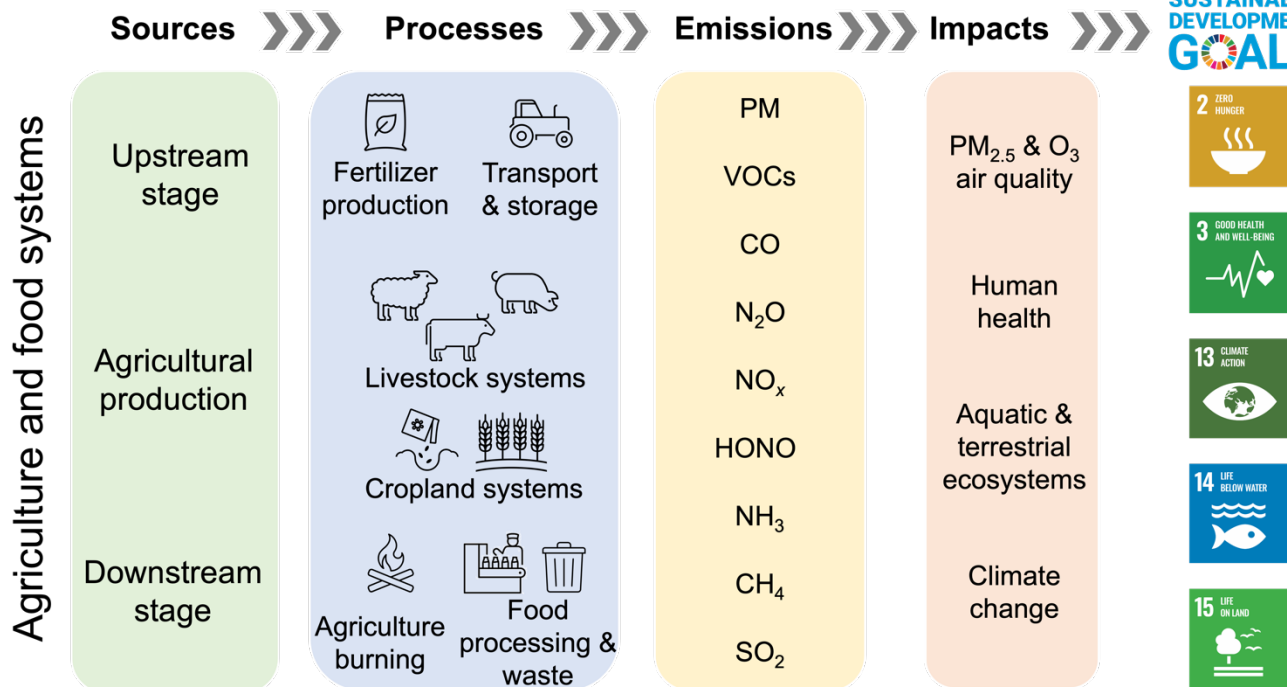 Sources
Processes
Emissions
Impacts
SUSTAINAB
DEVELOPME
GOAL
Agriculture and food systems
Upstream
stage
Agricultural
production
Downstream
stage
Fertilizer
production
Transport
& storage
Livestock systems
Cropland systems
Agriculture
burning
Food
processing &
waste
PM
VOCs
CO
N₂O
NOₓ
HONO
NH₃
CH₄
SO₂
PM₂.₅ & O₃
air quality
Human
health
Aquatic &
terrestrial
ecosystems
Climate
change
2 ZERO
HUNGER
3 GOOD HEALTH
AND WELL-BEING
13 CLIMATE
ACTION
14 LIFE
BELOW WATER
15 LIFE
ON LAND